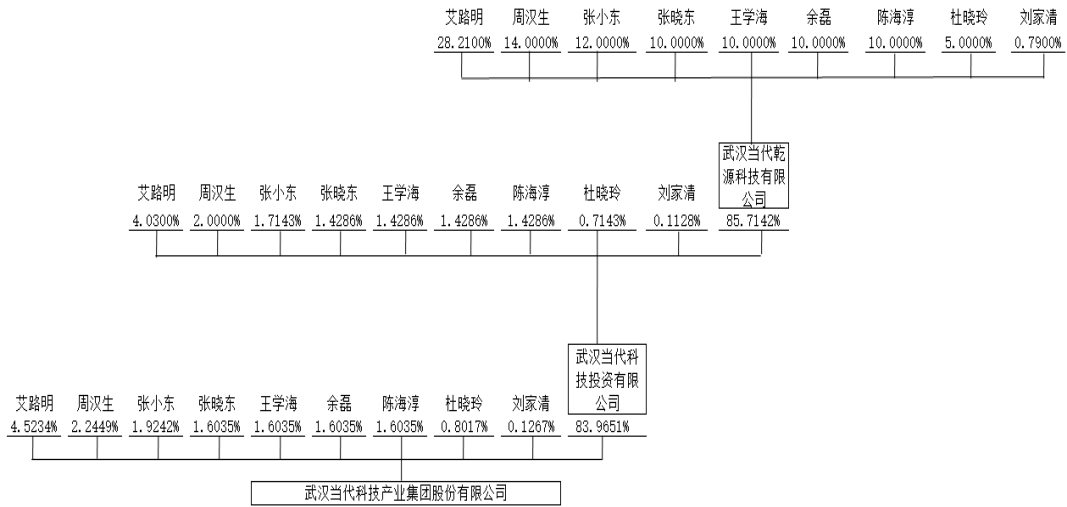 艾路明 周汉生 张小东 张晓东 王学海 余磊 陈海淳 杜晓玲 刘家清
28.2100% 14.0000% 12.0000% 10.0000% 10.0000% 10.0000% 10.0000% 5.0000% 0.7900%
武汉当代乾
源科技有限
公司
艾路明 周汉生 张小东 张晓东 王学海 余磊 陈海淳 杜晓玲 刘家清
4.0300% 2.0000% 1.7143% 1.4286% 1.4286% 1.4286% 1.4286% 0.7143% 0.1128% 85.7142%
武汉当代科
技投资有限
公司
艾路明 周汉生 张小东 张晓东 王学海 余磊 陈海淳 杜晓玲 刘家清
4.5234% 2.2449% 1.9242% 1.6035% 1.6035% 1.6035% 1.6035% 0.8017% 0.1267% 83.9651%
武汉当代科技产业集团股份有限公司